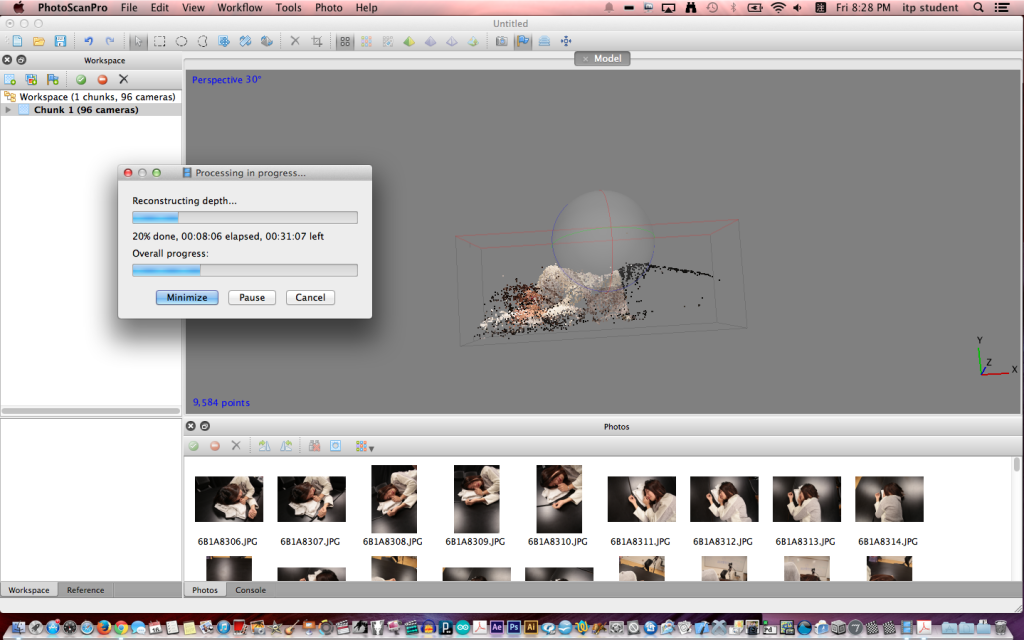 PhotoScanPro File Edit View Workflow Tools Photo Help Fri 8:28 PM itp student
Untitled
Workspace
Model
Workspace (1 chunks, 96 cameras)
Chunk 1 (96 cameras)
Perspective 30°
Processing in progress...
Reconstructing depth...
20% done, 00:08:06 elapsed, 00:31:07 left
Overall progress:
Minimize Pause Cancel
Y
Z
X
9,584 points
Photos
6B1A8306.JPG 6B1A8307.JPG 6B1A8308.JPG 6B1A8309.JPG 6B1A8310.JPG 6B1A8311.JPG 6B1A8312.JPG 6B1A8313.JPG 6B1A8314.JPG
Workspace Reference Photos Console
Ae Ps Ai